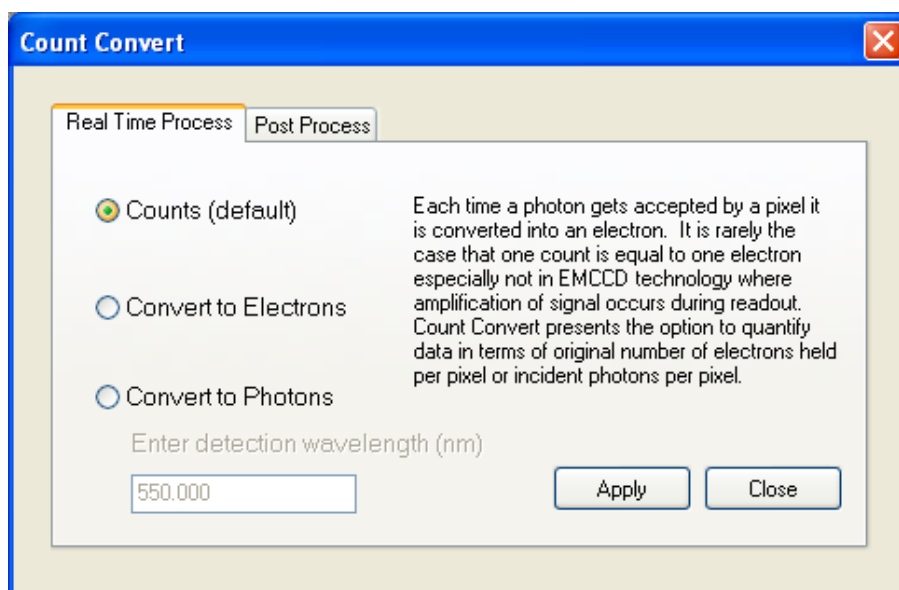 Count Convert
Real Time Process
Post Process
Counts (default)
Each time a photon gets accepted by a pixel it
is converted into an electron. It is rarely the
case that one count is equal to one electron
especially not in EMCCD technology where
amplification of signal occurs during readout.
Count Convert presents the option to quantify
data in terms of original number of electrons held
per pixel or incident photons per pixel.
Convert to Electrons
Convert to Photons
Enter detection wavelength (nm)
550.000
Apply
Close